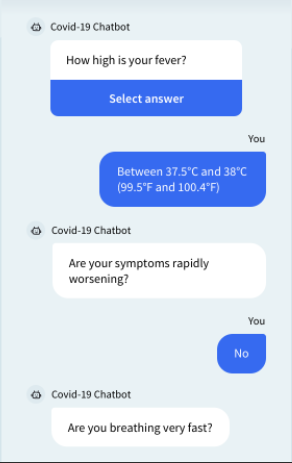 Covid-19 Chatbot
How high is your fever?
Select answer
You
Between 37.5°C and 38°C
(99.5°F and 100.4°F)
Covid-19 Chatbot
Are your symptoms rapidly
worsening?
You
No
Covid-19 Chatbot
Are you breathing very fast?